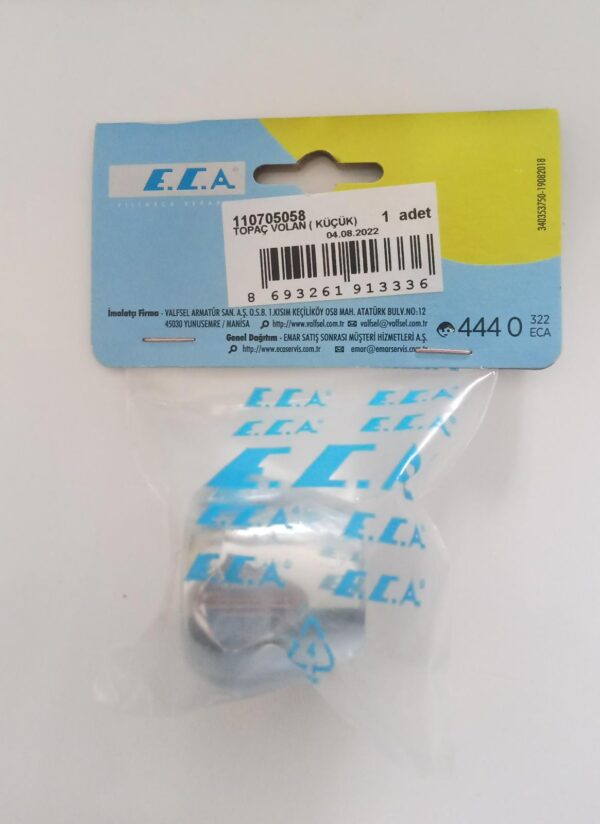 E.C.A.®
110705058 1 adet
TOPAÇ VOLAN ( KÜÇÜK)
04.08.2022
8 693261 913336
340353750-19082018
İmalatçı Firma - VALFSEL ARMATÜR SAN. A.Ş. O.S.B. 1.KISIM KEÇİLİKÖY OSB MAH. ATATÜRK BULV.NO:12
45030 YUNUSEMRE / MANİSA http://www.valfsel.com.tr valfsel@valfsel.com.tr
Genel Dağıtım - EMAR SATIŞ SONRASI MÜŞTERİ HİZMETLERİ A.Ş.
http://www.ecaservis.com.tr emar@emarservis.com.tr
444 0 322
ECA
E.C.A.® E.C.A.
E.C.A. E.C.A.®
E.C.A
E.C.A. E.C.A.®
E.C.A.® E.C.A.®
4